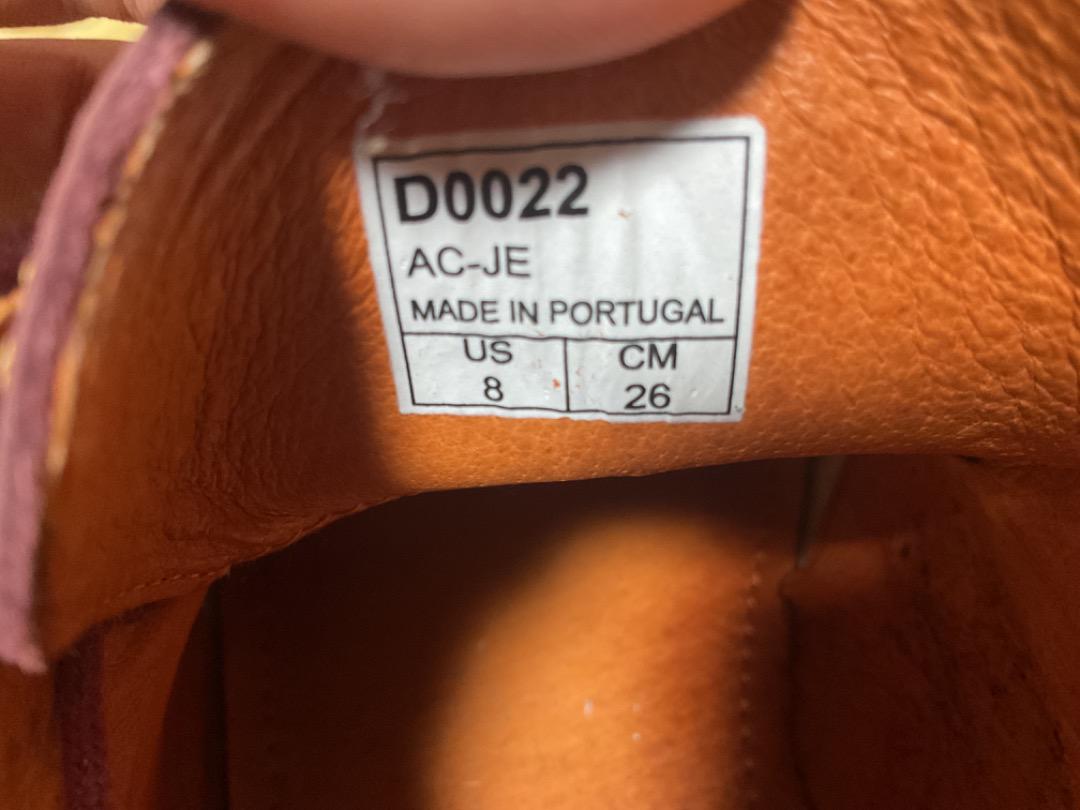 D0022
AC-JE
MADE IN PORTUGAL
US CM
8 26